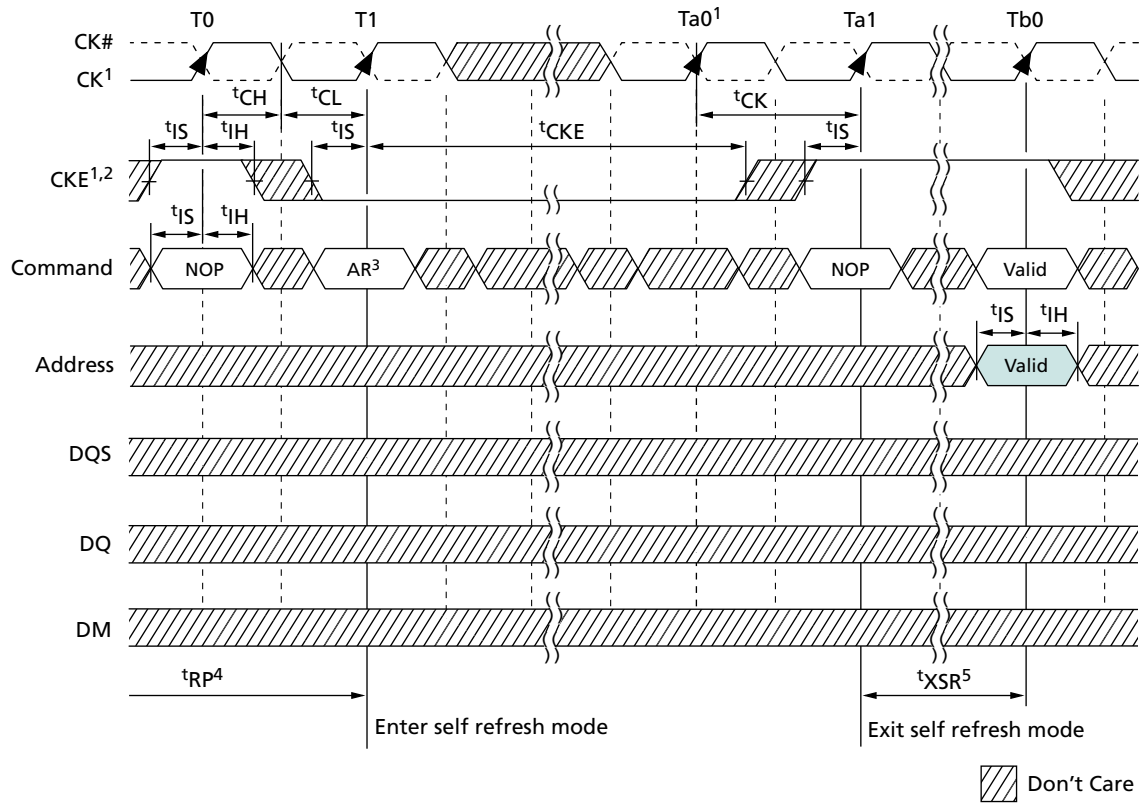 T0 T1 Ta0¹ Ta1 Tb0
CK#
CK¹
tCH tCL tCK
tIS tIH tIS tCKE tIS
CKE¹,²
tIS tIH
Command NOP AR³ NOP Valid
tIS tIH
Address Valid
DQS
DQ
DM
tRP⁴ tXSR⁵
Enter self refresh mode Exit self refresh mode
Don't Care